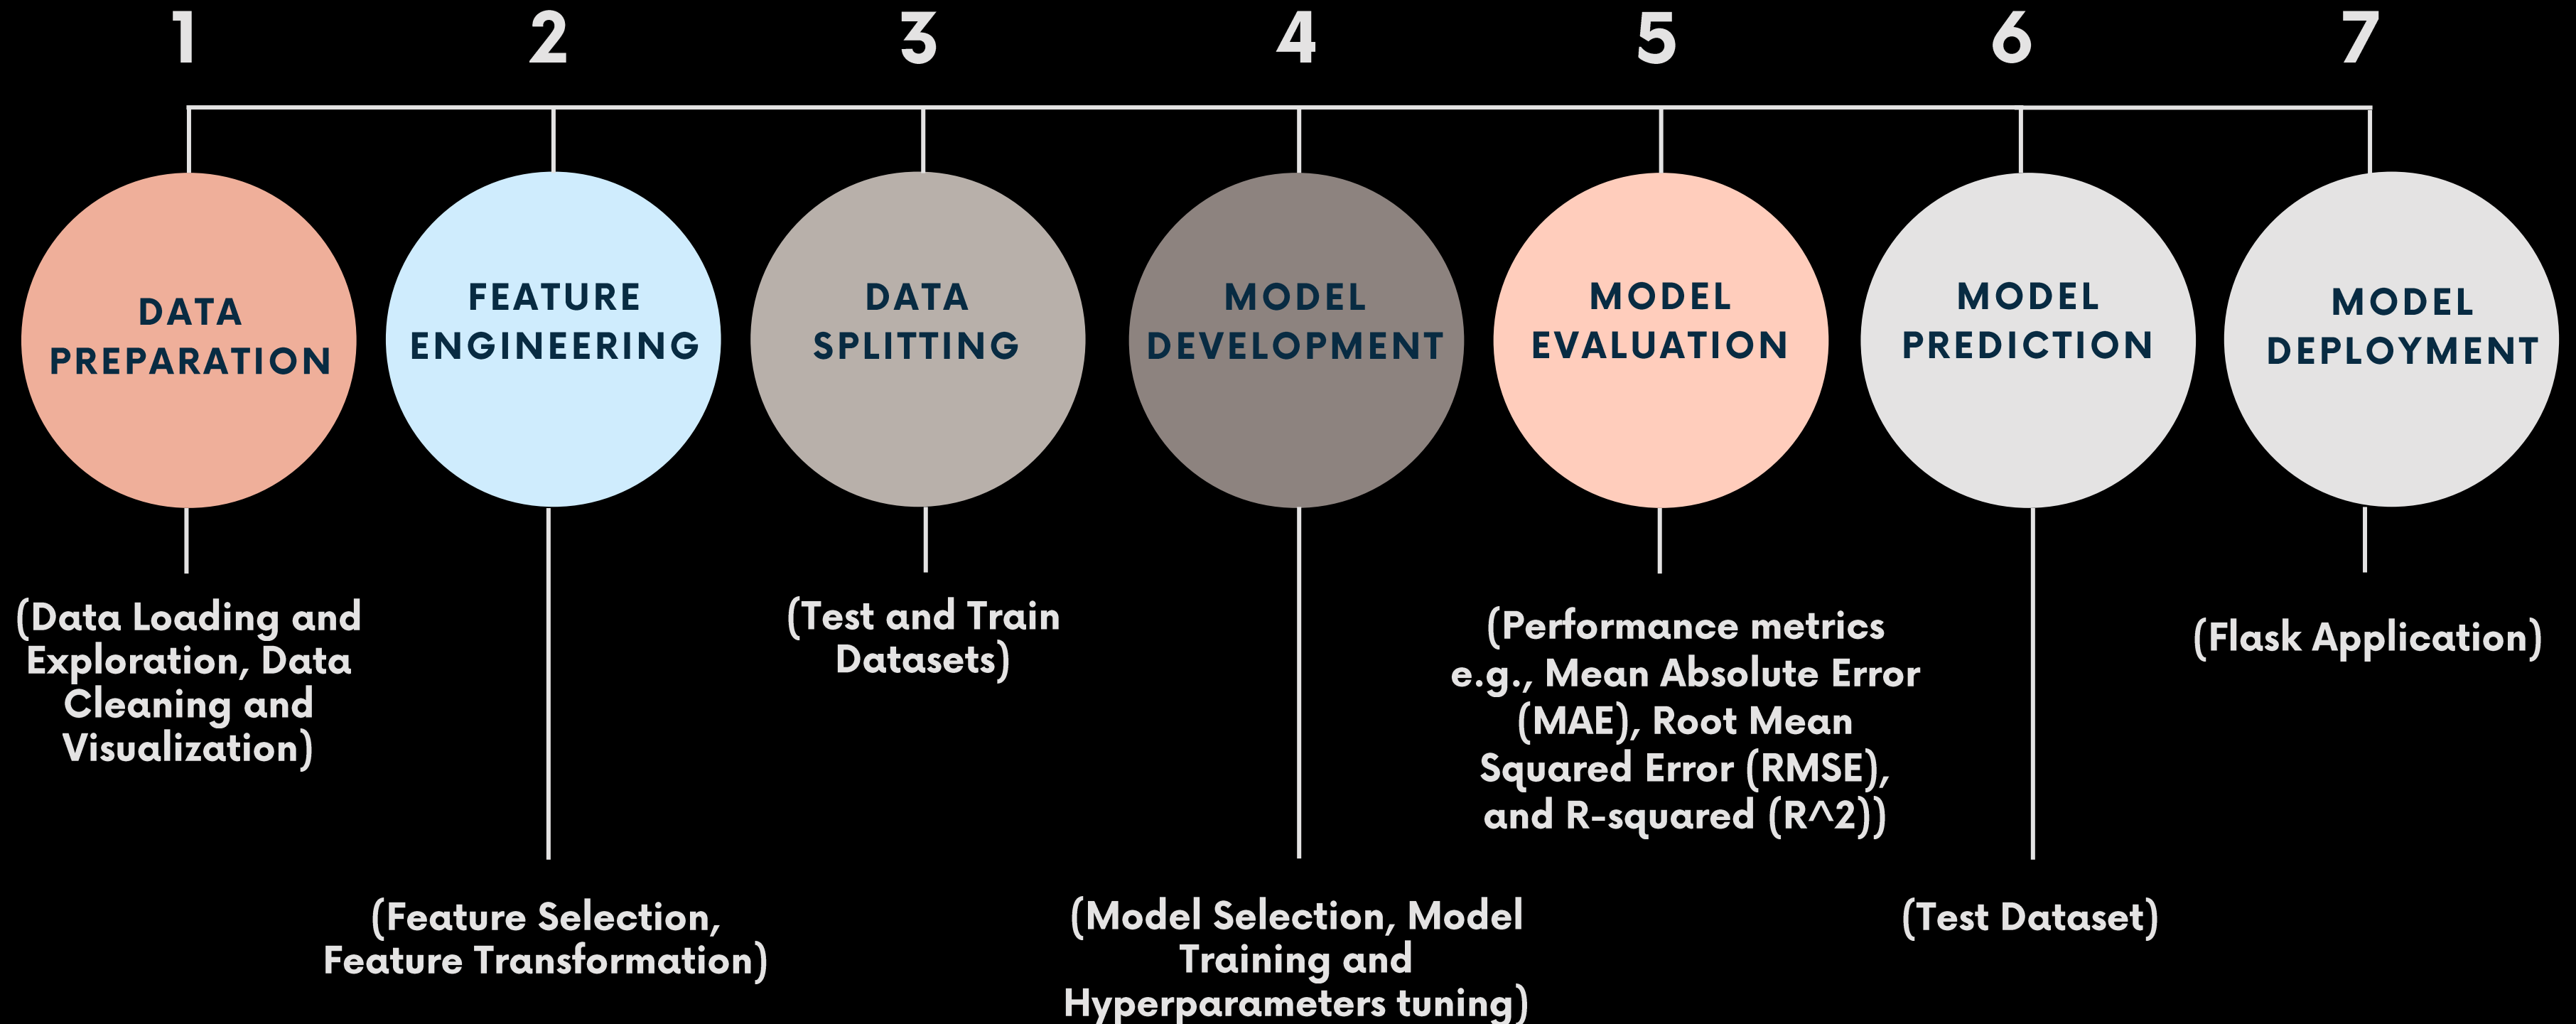 1
2
3
4
5
6
7
DATA
PREPARATION
FEATURE
ENGINEERING
DATA
SPLITTING
MODEL
DEVELOPMENT
MODEL
EVALUATION
MODEL
PREDICTION
MODEL
DEPLOYMENT
(Data Loading and
Exploration, Data
Cleaning and
Visualization)
(Feature Selection,
Feature Transformation)
(Test and Train
Datasets)
(Model Selection, Model
Training and
Hyperparameters tuning)
(Performance metrics
e.g., Mean Absolute Error
(MAE), Root Mean
Squared Error (RMSE),
and R-squared (R^2))
(Test Dataset)
(Flask Application)